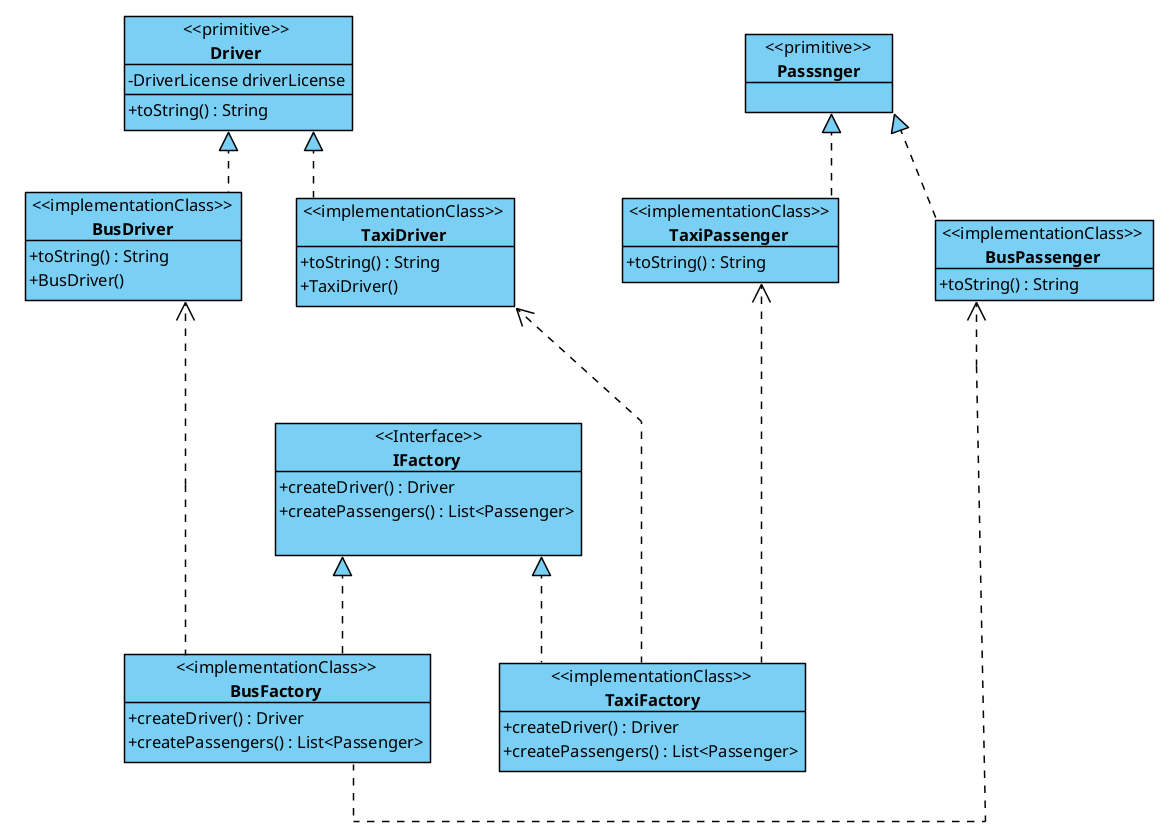 <<primitive>>
Driver
-DriverLicense driverLicense
+toString() : String
<<primitive>>
Passsnger
<<implementationClass>>
BusDriver
+toString() : String
+BusDriver()
<<implementationClass>>
TaxiDriver
+toString() : String
+TaxiDriver()
<<implementationClass>>
TaxiPassenger
+toString() : String
<<implementationClass>>
BusPassenger
+toString() : String
<<Interface>>
IFactory
+createDriver() : Driver
+createPassengers() : List<Passenger>
<<implementationClass>>
BusFactory
+createDriver() : Driver
+createPassengers() : List<Passenger>
<<implementationClass>>
TaxiFactory
+createDriver() : Driver
+createPassengers() : List<Passenger>